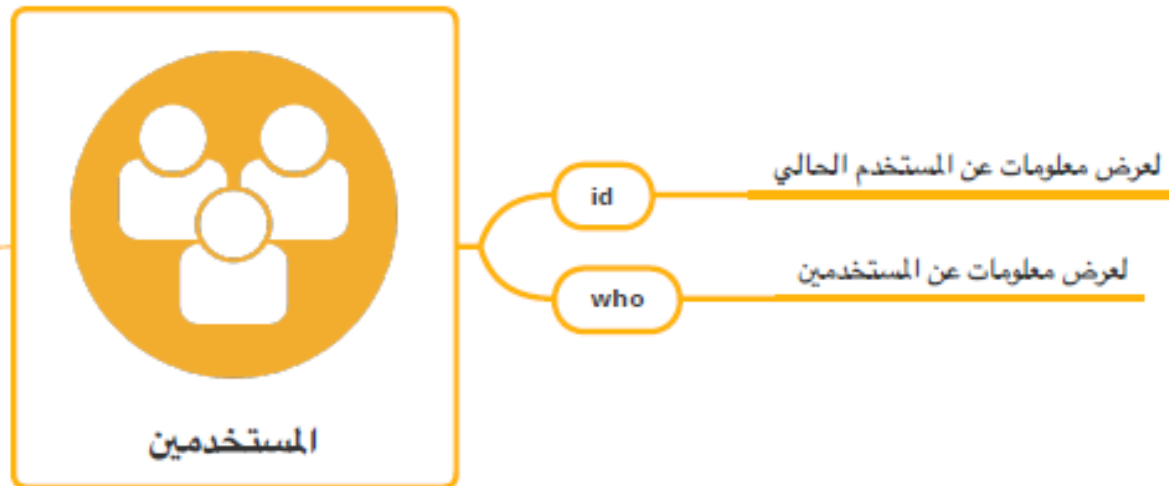 المستخدمين
id
لعرض معلومات عن المستخدم الحالي
who
لعرض معلومات عن المستخدمين